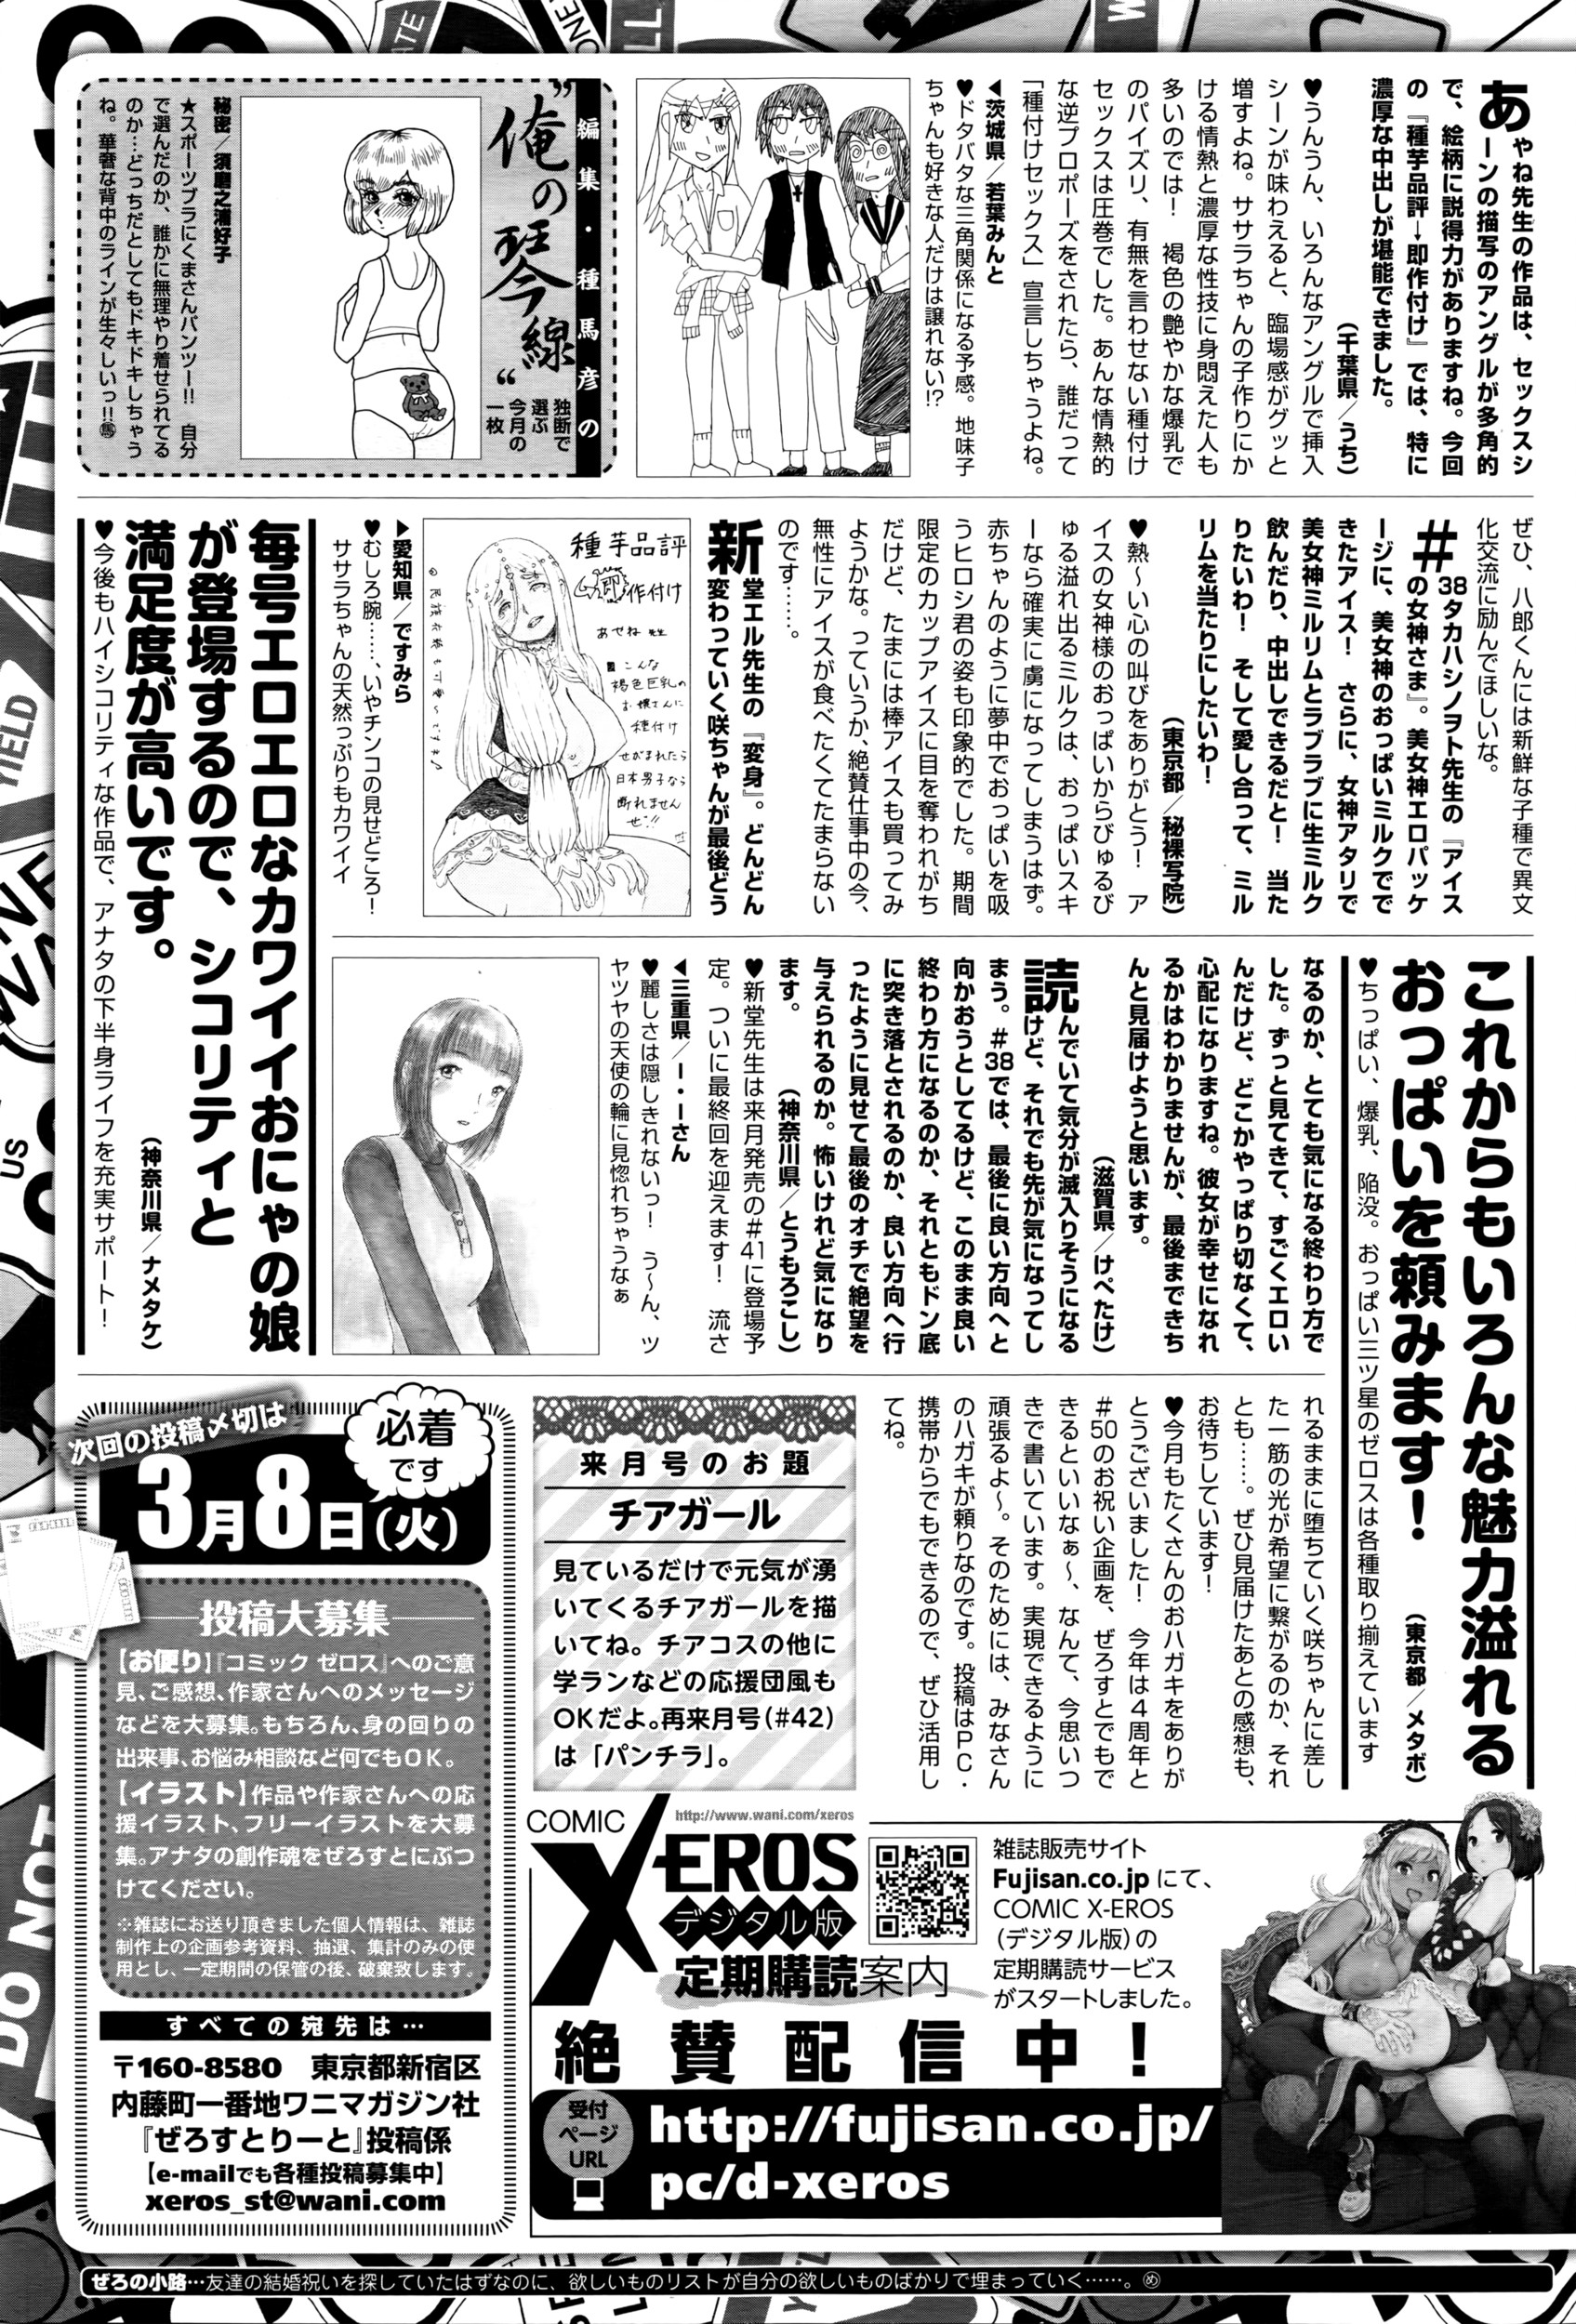 あやね先生の作品は、セックスシ
ーンの描写のアングルが多角的
で、絵柄に説得力がありますね。今回
の『種芋品評→即作付け』では、特に
濃厚な中出しが堪能できました。
（千葉県／うち）
♥うんうん、いろんなアングルで挿入
シーンが味わえると、臨場感がグッと
増すよね。ササラちゃんの子作りにか
ける情熱と濃厚な性技に身悶えた人も
多いのでは！　褐色の艶やかな爆乳で
のパイズリ、有無を言わせない種付け
セックスは圧巻でした。あんな情熱的
な逆プロポーズをされたら、誰だって
「種付けセックス」宣言しちゃうよね。
◀茨城県／若葉みんと
♥ドタバタな三角関係になる予感。地味子
ちゃんも好きな人だけは譲れない!?
編集・種馬彦の
”俺の琴線“
独断で
選ぶ
今月の
一枚
秘密／須磨之浦好子
★スポーツブラにくまさんパンツー!!　自分
で選んだのか、誰かに無理やり着せられてる
のか…どっちだとしてもドキドキしちゃう
ね。華奢な背中のラインが生々しいっ!!㊐
ぜひ、八郎くんには新鮮な子種で異文
化交流に励んでほしいな。
#38タカハシノヲト先生の『アイス
の女神さま』。美女神エロパッケ
ージに、美女神のおっぱいミルクでで
きたアイス！　さらに、女神アタリで
美女神ミルリムとラブラブに生ミルク
飲んだり、中出しできるだと！　当た
りたいわ！　そして愛し合って、ミル
リムを当たりにしたいわ！
（東京都／秘裸写院）
♥熱〜い心の叫びをありがとう！　ア
イスの女神様のおっぱいからびゅるび
ゅる溢れ出るミルクは、おっぱいスキ
ーなら確実に虜になってしまうはず。
赤ちゃんのように夢中でおっぱいを吸
うヒロシ君の姿も印象的でした。期間
限定のカップアイスに目を奪われがち
だけど、たまには棒アイスも買ってみ
ようかな。っていうか、絶賛仕事中の今、
無性にアイスが食べたくてたまらない
のです……。
新堂エル先生の『変身』。どんどん
変わっていく咲ちゃんが最後どう
種芋品評
即作付け
あやね先生
■こんな
褐色巨乳の
お嬢さんに
種付け
せがまれたら
日本男子なら
断れません
ぜ!!
◎民族衣装も可愛〜ですネ♪
▶愛知県／ですみら
♥むしろ腕……、いやチンコの見せどころ！
ササラちゃんの天然っぷりもカワイイ
毎号エロエロなカワイイおにゃの娘
が登場するので、シコリティと
満足度が高いです。
（神奈川県／ナメタケ）
♥今後もハイシコリティな作品で、アナタの下半身ライフを充実サポート！
これからもいろんな魅力溢れる
おっぱいを頼みます！
（東京都／メタボ）
♥ちっぱい、爆乳、陥没。おっぱい三ツ星のゼロスは各種取り揃えています
なるのか、とても気になる終わり方で
した。ずっと見てきて、すごくエロい
んだけど、どこかやっぱり切なくて、
心配になりますね。彼女が幸せになれ
るかはわかりませんが、最後まできち
んと見届けようと思います。
（滋賀県／けぺたけ）
読んでいて気分が滅入りそうになる
けど、それでも先が気になってし
まう。#38では、最後に良い方向へと
向かおうとしてるけど、このまま良い
終わり方になるのか、それともドン底
に突き落とされるのか、良い方向へ行
ったように見せて最後のオチで絶望を
与えられるのか。怖いけれど気になり
ます。
（神奈川県／とうもろこし）
♥新堂先生は来月発売の#41に登場予
定。ついに最終回を迎えます！　流さ
◀三重県／Ｉ・Ｉさん
♥麗しさは隠しきれないっ！　う〜ん、ツ
ヤツヤの天使の輪に見惚れちゃうなぁ
れるままに堕ちていく咲ちゃんに差し
た一筋の光が希望に繋がるのか、それ
とも……。ぜひ見届けたあとの感想も、
お待ちしています！
♥今月もたくさんのおハガキをありが
とうございました！　今年は４周年と
#50のお祝い企画を、ぜろすとでもで
きるといいなぁ〜、なんて、今思いつ
きで書いています。実現できるように
頑張るよ〜。そのためには、みなさん
のハガキが頼りなのです。投稿はPC・
携帯からでもできるので、ぜひ活用し
てね。
来月号のお題
チアガール
見ているだけで元気が湧
いてくるチアガールを描
いてね。チアコスの他に
学ランなどの応援団風も
OKだよ。再来月号（#42）
は「パンチラ」。
次回の投稿〆切は
3月8日（火）
必着
です
投稿大募集
【お便り】『コミック ゼロス』へのご意
見、ご感想、作家さんへのメッセージ
などを大募集。もちろん、身の回りの
出来事、お悩み相談など何でもOK。
【イラスト】作品や作家さんへの応
援イラスト、フリーイラストを大募
集。アナタの創作魂をぜろすとにぶつ
けてください。
※雑誌にお送り頂きました個人情報は、雑誌
制作上の企画参考資料、抽選、集計のみの使
用とし、一定期間の保管の後、破棄致します。
すべての宛先は…
〒160-8580　東京都新宿区
内藤町一番地ワニマガジン社
『ぜろすとりーと』投稿係
【e-mailでも各種投稿募集中】
xeros_st@wani.com
COMIC
http://www.wani.com/xeros
X-EROS
デジタル版
定期購読案内
雑誌販売サイト
Fujisan.co.jp にて、
COMIC X-EROS
（デジタル版）の
定期購読サービス
がスタートしました。
絶賛配信中！
受付
ページ
URL
http://fujisan.co.jp/
pc/d-xeros
ぜろの小路…友達の結婚祝いを探していたはずなのに、欲しいものリストが自分の欲しいものばかりで埋まっていく……。㋱
YIELD
US
DO NOT